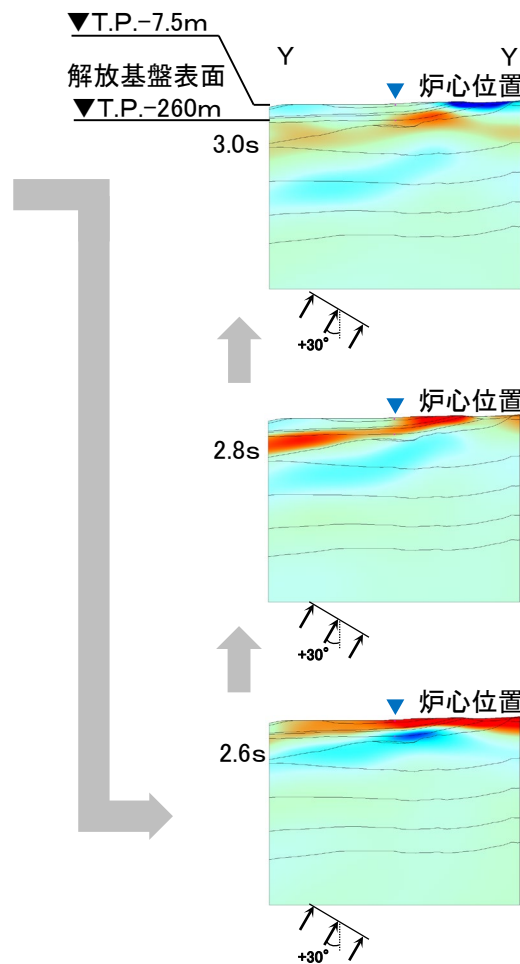 ▼T.P.-7.5m
Y Y
解放基盤表面
▼ 炉心位置
▼T.P.-260m
3.0s
+30°
▼ 炉心位置
2.8s
+30°
▼ 炉心位置
2.6s
+30°